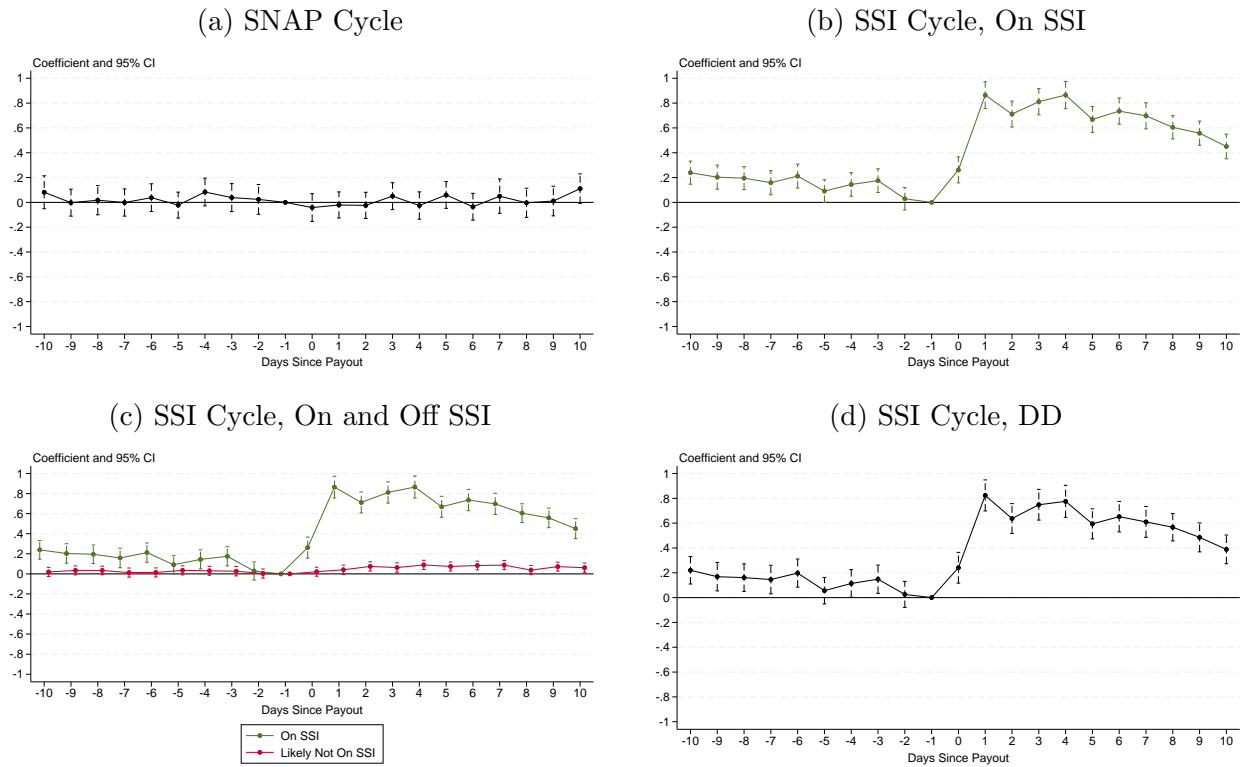 (a) SNAP Cycle
Coefficient and 95% CI
1
.8
.6
.4
.2
0
-.2
-.4
-.6
-.8
-1
-10 -9 -8 -7 -6 -5 -4 -3 -2 -1 0 1 2 3 4 5 6 7 8 9 10
Days Since Payout
(b) SSI Cycle, On SSI
Coefficient and 95% CI
1
.8
.6
.4
.2
0
-.2
-.4
-.6
-.8
-1
-10 -9 -8 -7 -6 -5 -4 -3 -2 -1 0 1 2 3 4 5 6 7 8 9 10
Days Since Payout
(c) SSI Cycle, On and Off SSI
Coefficient and 95% CI
1
.8
.6
.4
.2
0
-.2
-.4
-.6
-.8
-1
-10 -9 -8 -7 -6 -5 -4 -3 -2 -1 0 1 2 3 4 5 6 7 8 9 10
Days Since Payout
On SSI
Likely Not On SSI
(d) SSI Cycle, DD
Coefficient and 95% CI
1
.8
.6
.4
.2
0
-.2
-.4
-.6
-.8
-1
-10 -9 -8 -7 -6 -5 -4 -3 -2 -1 0 1 2 3 4 5 6 7 8 9 10
Days Since Payout